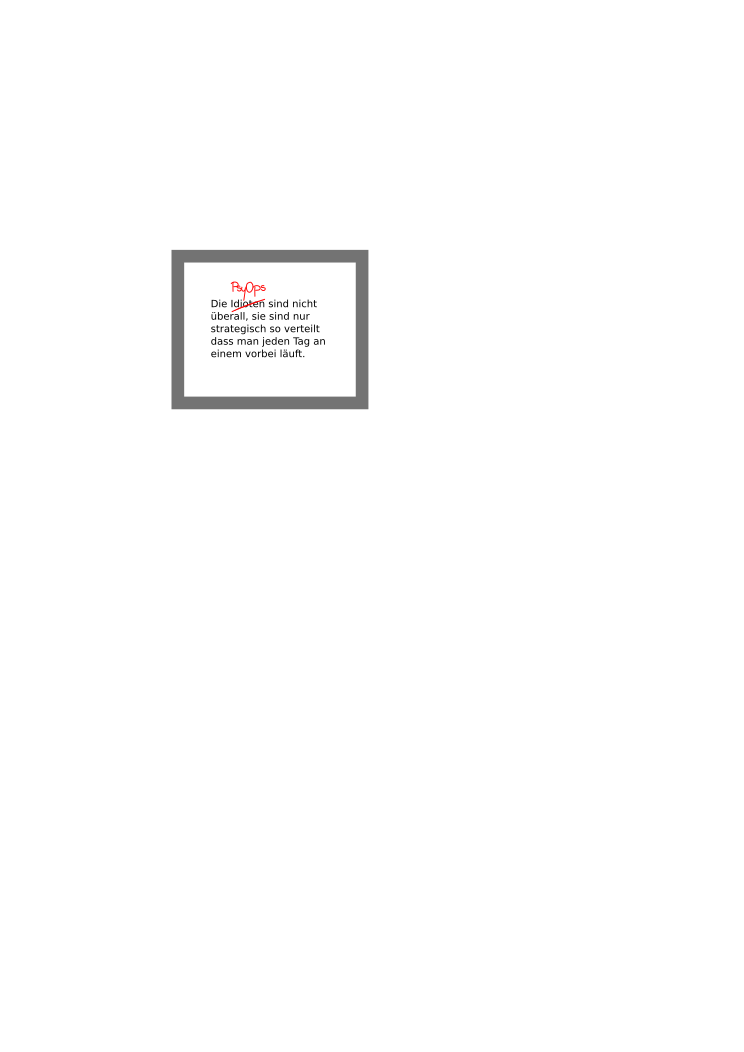 PsyOps
Die Idioten sind nicht
überall, sie sind nur
strategisch so verteilt
dass man jeden Tag an
einem vorbei läuft.